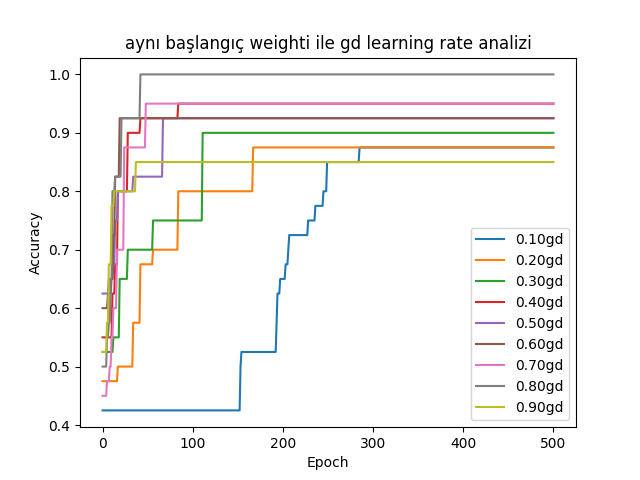 aynı başlangıç weighti ile gd learning rate analizi
1.0
0.9
0.8
0.7
0.6
0.5
0.4
Accuracy
0.10gd
0.20gd
0.30gd
0.40gd
0.50gd
0.60gd
0.70gd
0.80gd
0.90gd
0 100 200 300 400 500
Epoch